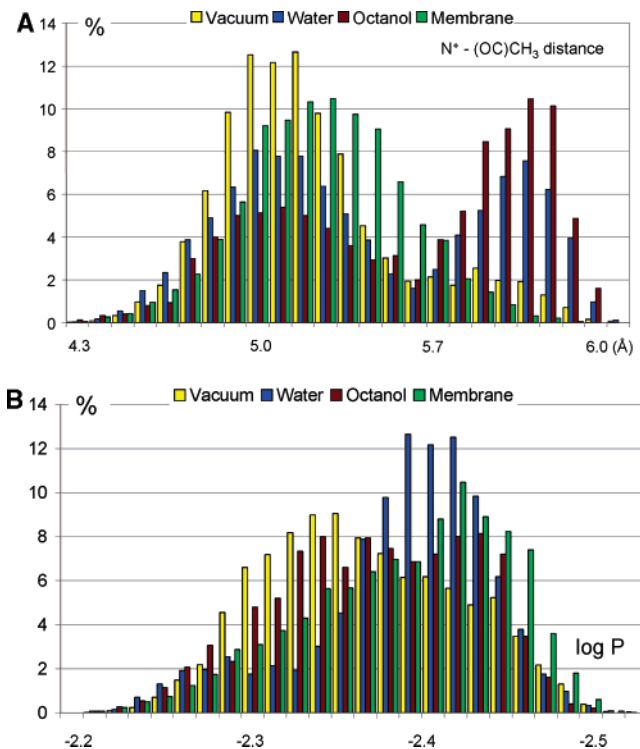 A
Vacuum Water Octanol Membrane
%
N⁺ - (OC)CH₃ distance
14
12
10
8
6
4
2
0
4.3 5.0 5.7 6.0 (Å)
B
Vacuum Water Octanol Membrane
14
%
12
10
8
6
4
2
0
log P
-2.2 -2.3 -2.4 -2.5